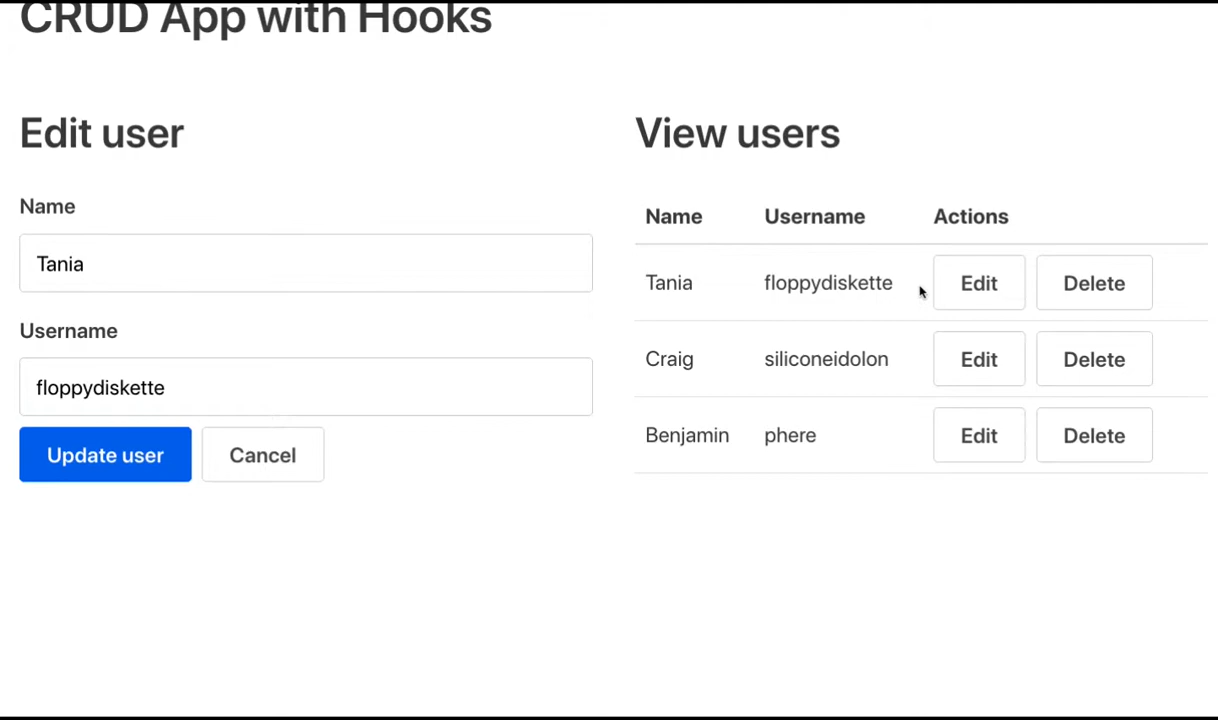 CRUD App with Hooks
Edit user
Name
Tania
Username
floppydiskette
Update user Cancel
View users
Name Username Actions
Tania floppydiskette Edit Delete
Craig siliconeidolon Edit Delete
Benjamin phere Edit Delete